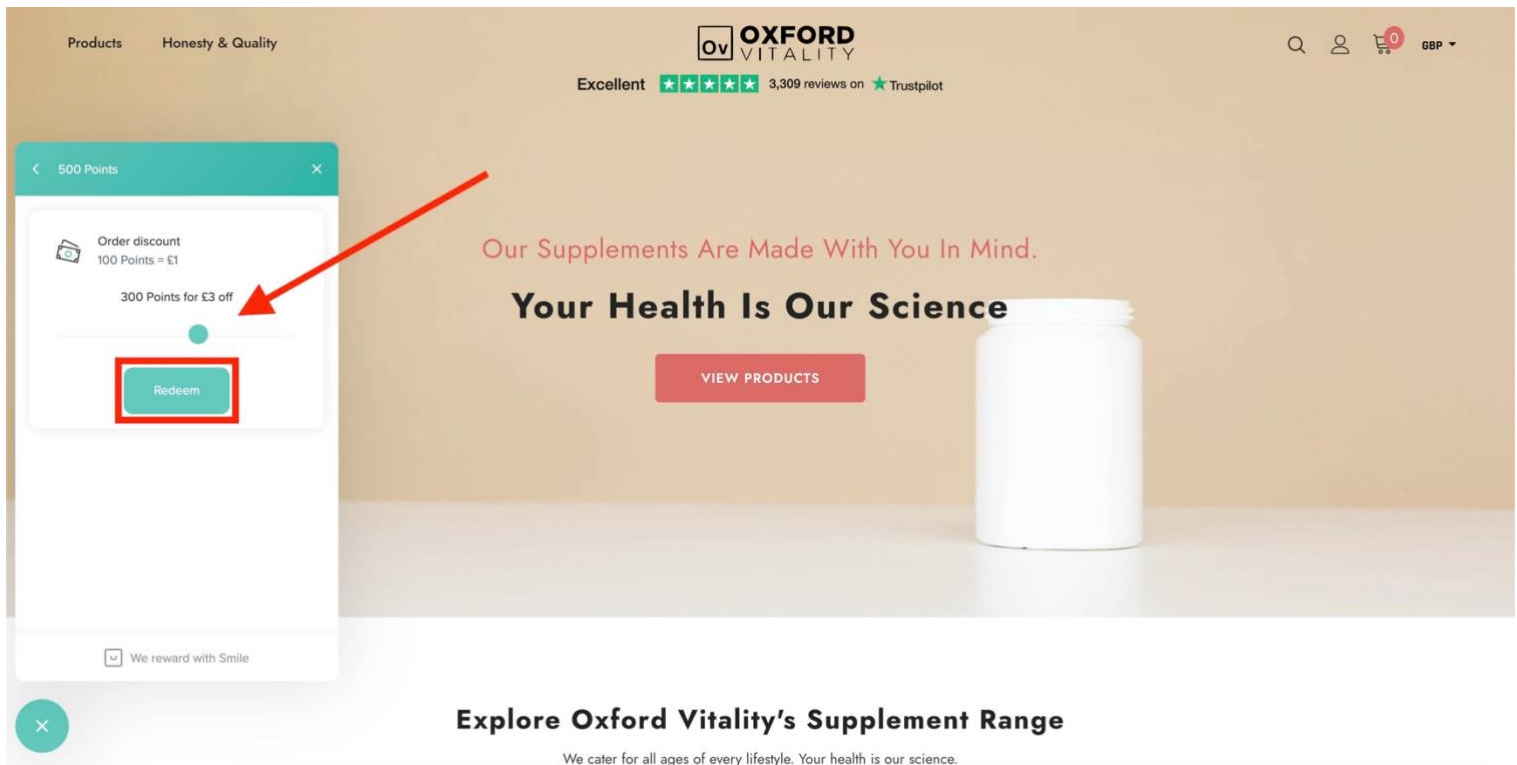 Products Honesty & Quality
Ov OXFORD
VITALITY
0 GBP
Excellent 3,309 reviews on Trustpilot
500 Points
Order discount
100 Points = £1
300 Points for £3 off
Redeem
We reward with Smile
Our Supplements Are Made With You In Mind.
Your Health Is Our Science
VIEW PRODUCTS
Explore Oxford Vitality's Supplement Range
We cater for all ages of every lifestyle. Your health is our science.